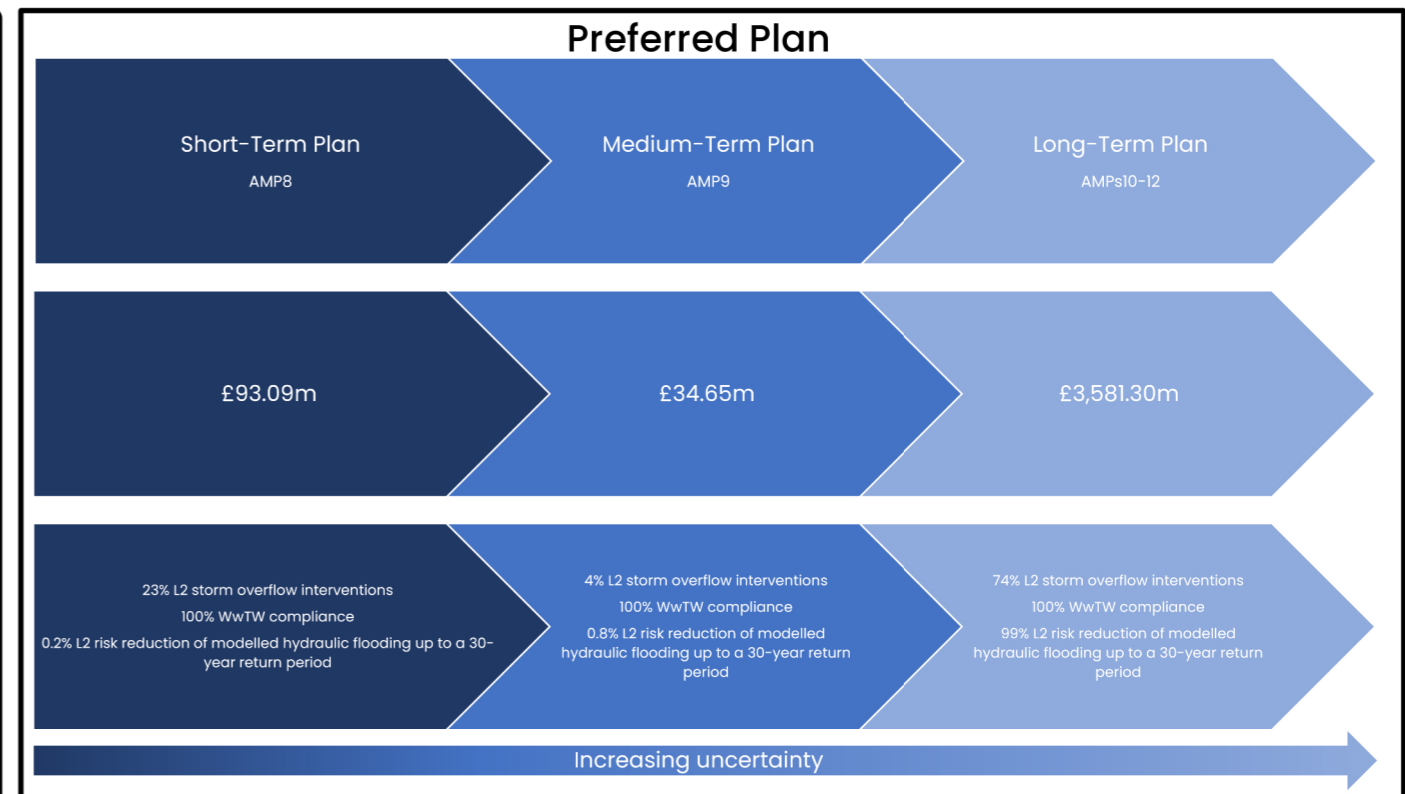 Preferred Plan
Short-Term Plan
AMP8
Medium-Term Plan
AMP9
Long-Term Plan
AMPs10-12
£93.09m
£34.65m
£3,581.30m
23% L2 storm overflow interventions
100% WwTW compliance
0.2% L2 risk reduction of modelled hydraulic flooding up to a 30-
year return period
4% L2 storm overflow interventions
100% WwTW compliance
0.8% L2 risk reduction of modelled
hydraulic flooding up to a 30-year return
period
74% L2 storm overflow interventions
100% WwTW compliance
99% L2 risk reduction of modelled
hydraulic flooding up to a 30-year return
period
Increasing uncertainty